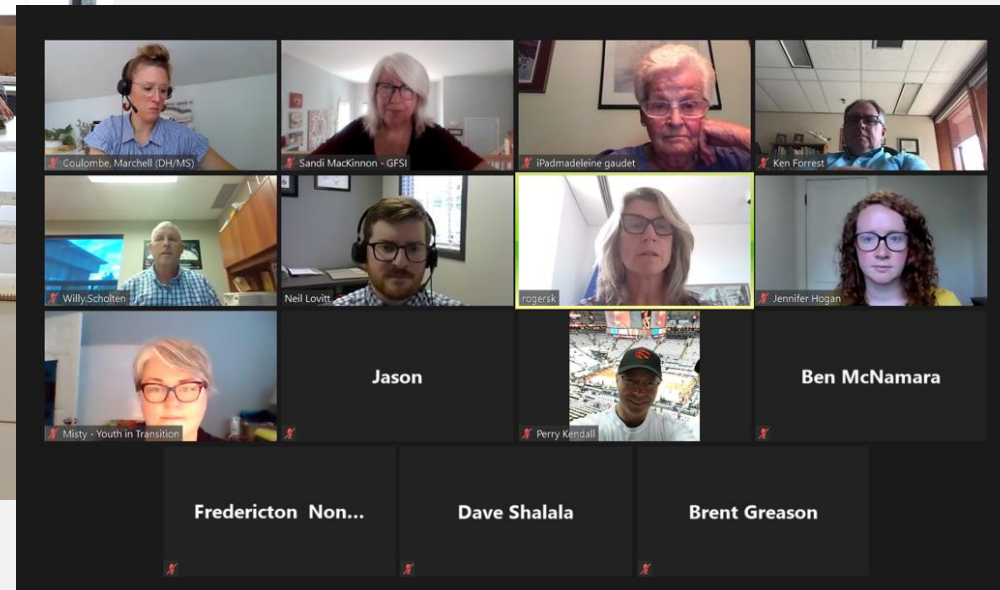 Coulombe, Marchell (DH/MS)
Sandi MacKinnon - GFSI
iPadmadeleine gaudet
Ken Forrest
Willy.Scholten
Neil Lovitt
rogersk
Jennifer Hogan
Misty - Youth in Transition
Jason
Perry Kendall
Ben McNamara
Fredericton Non...
Dave Shalala
Brent Greason